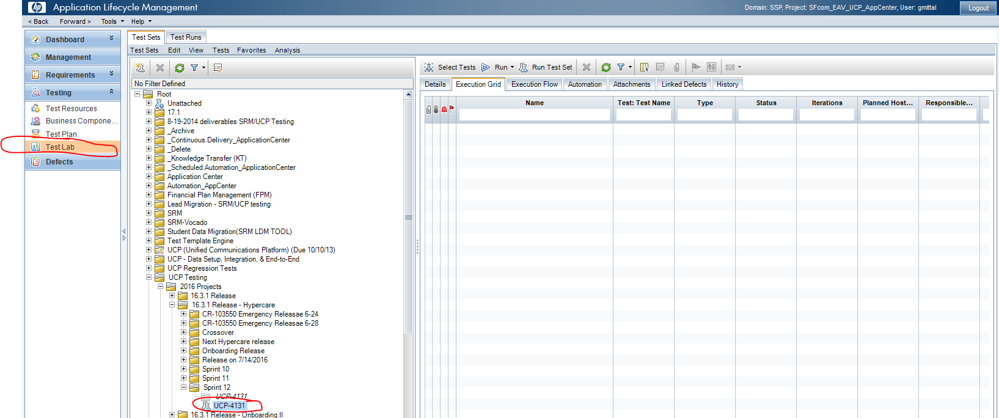 hp Application Lifecycle Management
Domain: SSP, Project: SFcom_EAV_UCP_AppCenter, User: gmittal
Logout
< Back Forward > Tools Help
Dashboard
Management
Requirements
Testing
Test Resources
Business Compone...
Test Plan
Test Lab
Defects
Test Sets Test Runs
Test Sets Edit View Tests Favorites Analysis
No Filter Defined
Root
Unattached
17.1
8-19-2014 deliverables SRM/UCP Testing
_Archive
_Continuous.Delivery_ApplicationCenter
_Delete
_Knowledge Transfer (KT)
_Scheduled.Automation_ApplicationCenter
Application Center
Automation_AppCenter
Financial Plan Management (FPM)
Lead Migration - SRM/UCP testing
SRM
SRM-Vocado
Student Data Migration(SRM LDM TOOL)
Test Template Engine
UCP (Unified Communications Platform) (Due 10/10/13)
UCP - Data Setup, Integration, & End-to-End
UCP Regression Tests
UCP Testing
2016 Projects
16.3.1 Release
16.3.1 Release - Hypercare
CR-103550 Emergency Releasae 6-24
CR-103550 Emergency Releasae 6-28
Crossover
Next Hypercare release
Onboarding Release
Release on 7/14/2016
Sprint 10
Sprint 11
Sprint 12
UCP-4131
UCP-4131
16.3.1 Release - Onboarding II
Select Tests Run Run Test Set
Details Execution Grid Execution Flow Automation Attachments Linked Defects History
Name Test: Test Name Type Status Iterations Planned Host... Responsible...